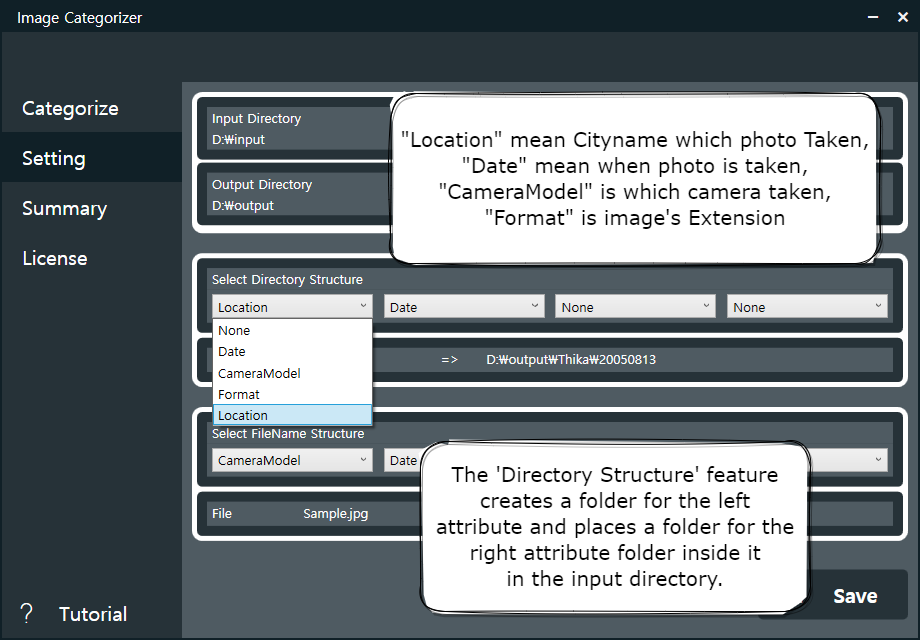 Image Categorizer
Categorize
Setting
Summary
License
? Tutorial
Input Directory
D:₩input
Output Directory
D:₩output
"Location" mean Cityname which photo Taken,
"Date" mean when photo is taken,
"CameraModel" is which camera taken,
"Format" is image's Extension
Select Directory Structure
Location Date None None
None
Date
CameraModel
Format
Location
=> D:₩output₩Thika₩20050813
Select FileName Structure
CameraModel Date
File Sample.jpg
The 'Directory Structure' feature
creates a folder for the left
attribute and places a folder for the
right attribute folder inside it
in the input directory.
Save